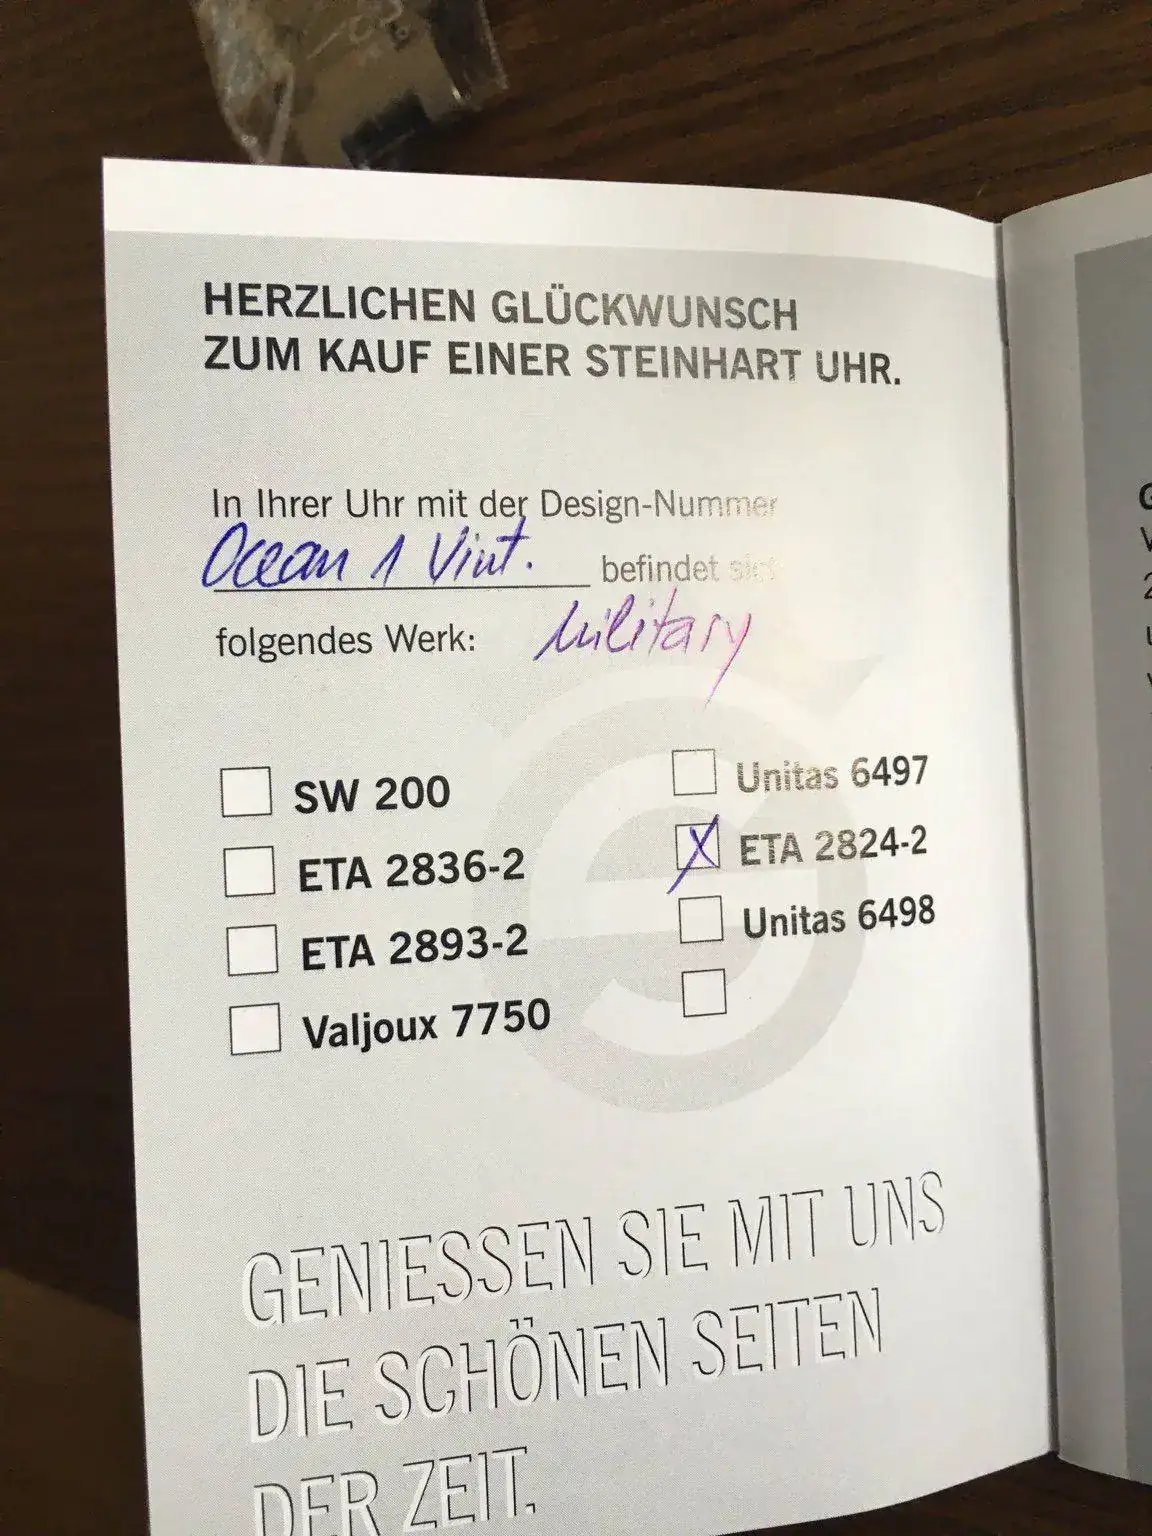 HERZLICHEN GLÜCKWUNSCH
ZUM KAUF EINER STEINHART UHR.
In Ihrer Uhr mit der Design-Nummer
Ocean 1 Vint. befindet sich
folgendes Werk: Military
SW 200
ETA 2836-2
ETA 2893-2
Valjoux 7750
Unitas 6497
X ETA 2824-2
Unitas 6498
GENIESSEN SIE MIT UNS
DIE SCHÖNEN SEITEN
DER ZEIT.